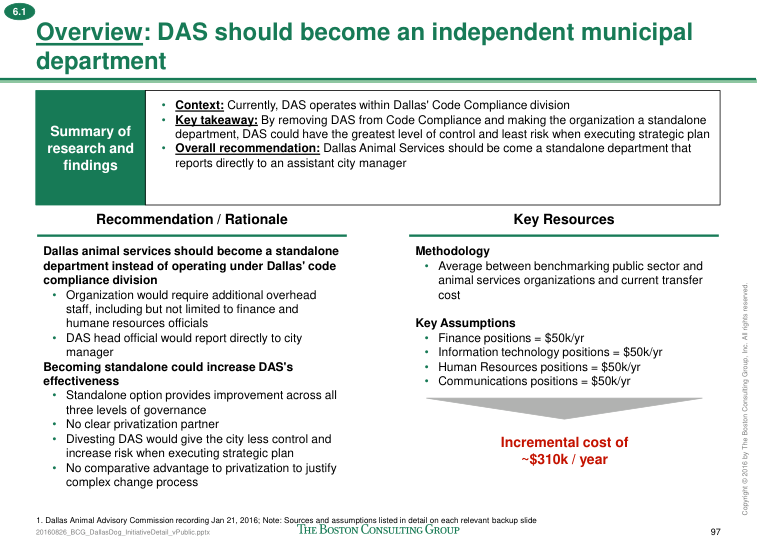 6.1
Overview: DAS should become an independent municipal
department
Summary of
research and
findings
• Context: Currently, DAS operates within Dallas' Code Compliance division
• Key takeaway: By removing DAS from Code Compliance and making the organization a standalone
department, DAS could have the greatest level of control and least risk when executing strategic plan
• Overall recommendation: Dallas Animal Services should be come a standalone department that
reports directly to an assistant city manager
Recommendation / Rationale
Dallas animal services should become a standalone
department instead of operating under Dallas' code
compliance division
• Organization would require additional overhead
staff, including but not limited to finance and
humane resources officials
• DAS head official would report directly to city
manager
Becoming standalone could increase DAS's
effectiveness
• Standalone option provides improvement across all
three levels of governance
• No clear privatization partner
• Divesting DAS would give the city less control and
increase risk when executing strategic plan
• No comparative advantage to privatization to justify
complex change process
Key Resources
Methodology
• Average between benchmarking public sector and
animal services organizations and current transfer
cost
Key Assumptions
• Finance positions = $50k/yr
• Information technology positions = $50k/yr
• Human Resources positions = $50k/yr
• Communications positions = $50k/yr
Incremental cost of
~$310k / year
Copyright © 2016 by The Boston Consulting Group, Inc. All rights reserved.
1. Dallas Animal Advisory Commission recording Jan 21, 2016; Note: Sources and assumptions listed in detail on each relevant backup slide
20160826_BCG_DallasDog_InitiativeDetail_vPublic.pptx
THE BOSTON CONSULTING GROUP
97